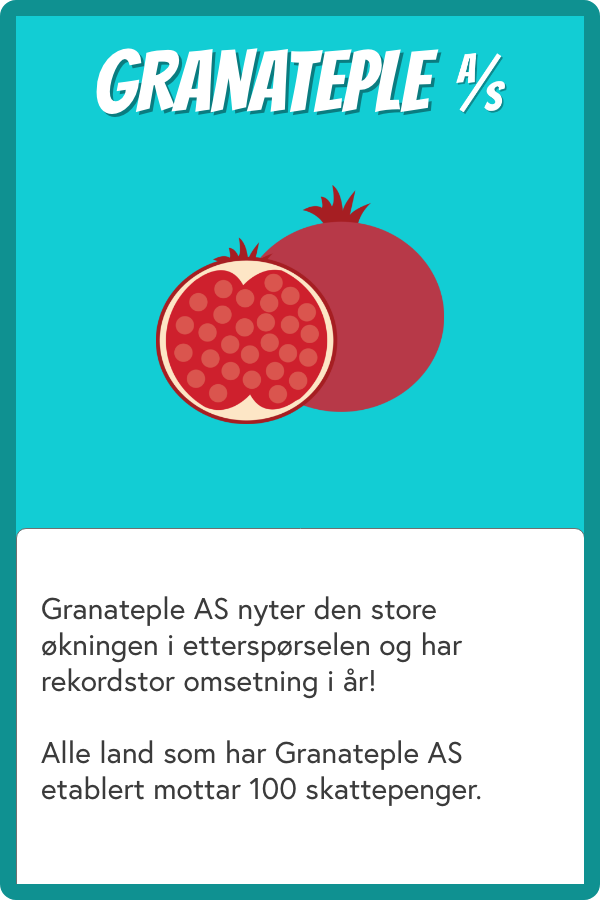 GRANATEPLE A/S
Granateple AS nyter den store
økningen i etterspørselen og har
rekordstor omsetning i år!
Alle land som har Granateple AS
etablert mottar 100 skattepenger.